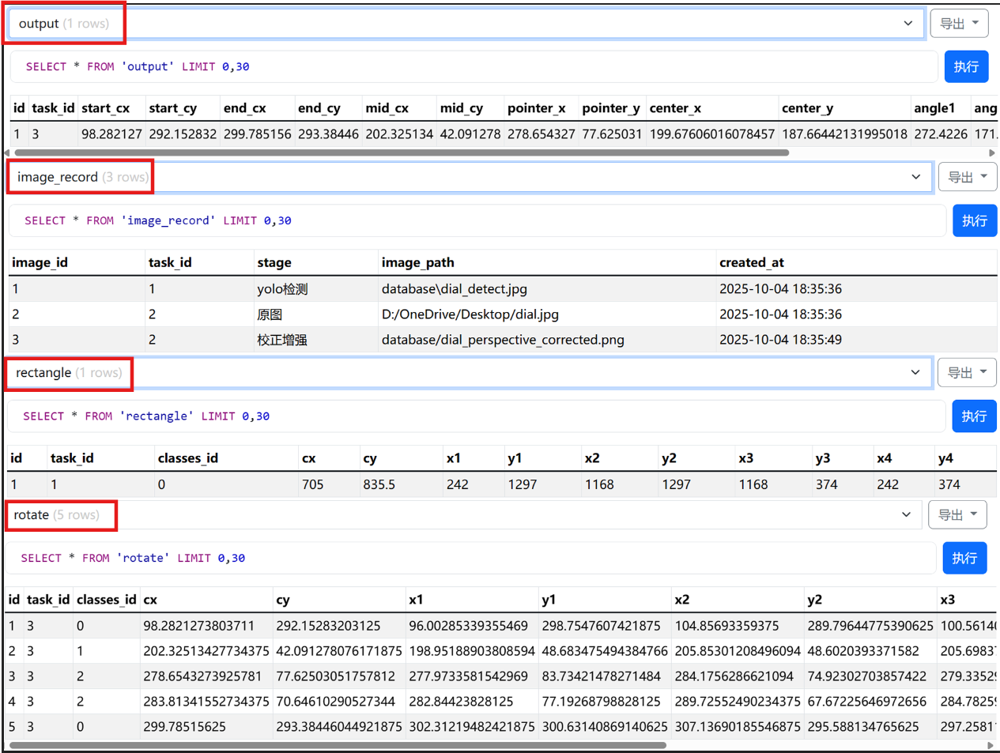 output (1 rows)
导出
SELECT * FROM 'output' LIMIT 0,30
执行
id task_id start_cx start_cy end_cx end_cy mid_cx mid_cy pointer_x pointer_y center_x center_y angle1 ang
1 3 98.282127 292.152832 299.785156 293.38446 202.325134 42.091278 278.654327 77.625031 199.67606016078457 187.66442131995018 272.4226 171.
image_record (3 rows)
导出
SELECT * FROM 'image_record' LIMIT 0,30
执行
image_id task_id stage image_path created_at
1 1 yolo检测 database\dial_detect.jpg 2025-10-04 18:35:36
2 2 原图 D:/OneDrive/Desktop/dial.jpg 2025-10-04 18:35:36
3 2 校正增强 database/dial_perspective_corrected.png 2025-10-04 18:35:49
rectangle (1 rows)
导出
SELECT * FROM 'rectangle' LIMIT 0,30
执行
id task_id classes_id cx cy x1 y1 x2 y2 x3 y3 x4 y4
1 1 0 705 835.5 242 1297 1168 1297 1168 374 242 374
rotate (5 rows)
导出
SELECT * FROM 'rotate' LIMIT 0,30
执行
id task_id classes_id cx cy x1 y1 x2 y2 x3
1 3 0 98.2821273803711 292.15283203125 96.00285339355469 298.7547607421875 104.85693359375 289.79644775390625 100.5614
2 3 1 202.32513427734375 42.091278076171875 198.95188903808594 48.683475494384766 205.85301208496094 48.6020393371582 205.6983
3 3 2 278.6543273925781 77.62503051757812 277.9733581542969 83.73421478271484 284.1756286621094 74.92302703857422 279.3352
4 3 2 283.81341552734375 70.64610290527344 282.84423828125 77.19268798828125 289.72552490234375 67.67225646972656 284.7825
5 3 0 299.78515625 293.38446044921875 302.31219482421875 300.63140869140625 307.13690185546875 295.588134765625 297.2581